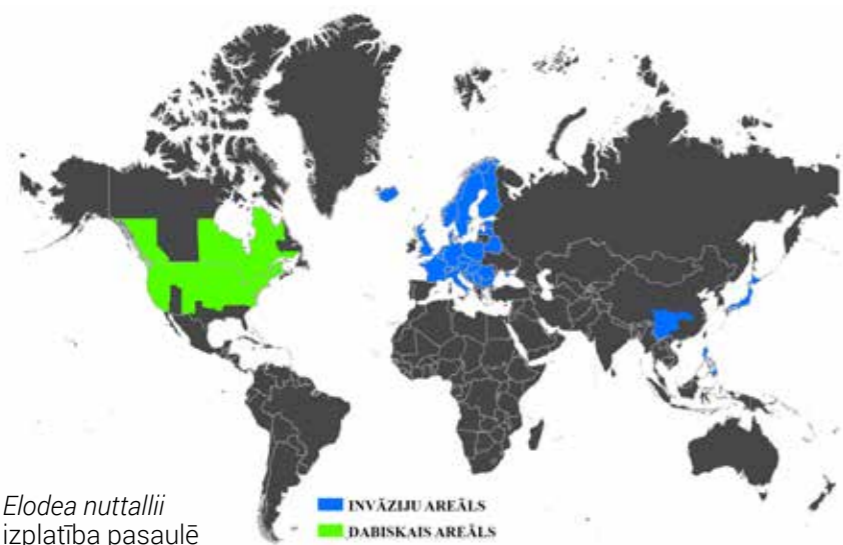 Elodea nuttallii
izplatība pasaulē
INVĀZIJU AREĀLS
DABISKAIS AREĀLS